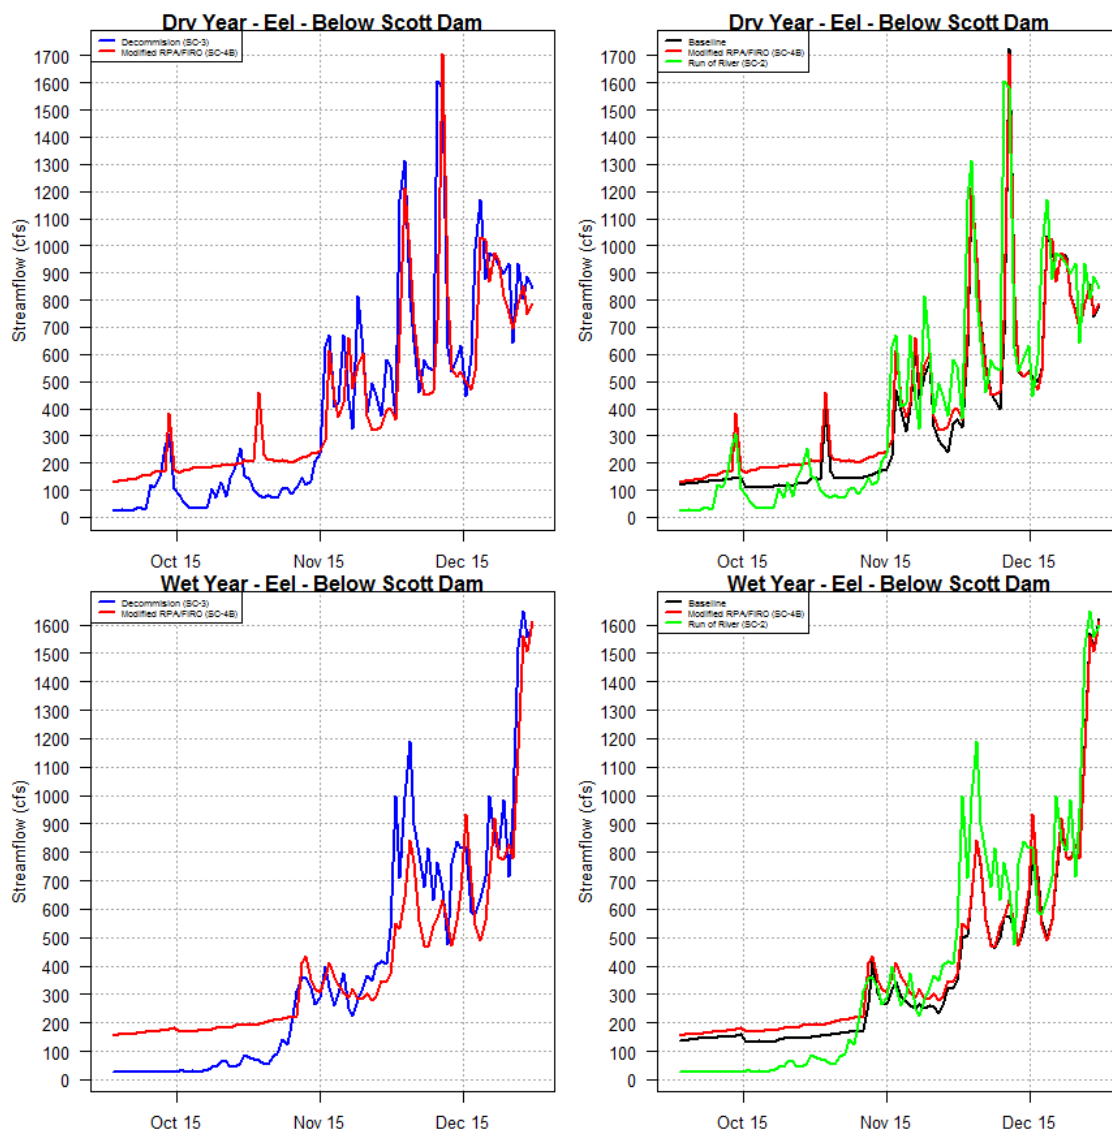 Dry Year - Eel - Below Scott Dam
Decommision (SC-3)
Modified RPA/FIRO (SC-4B)
Streamflow (cfs)
1700
1600
1500
1400
1300
1200
1100
1000
900
800
700
600
500
400
300
200
100
0
Oct 15
Nov 15
Dec 15
Dry Year - Eel - Below Scott Dam
Baseline
Modified RPA/FIRO (SC-4B)
Run of River (SC-2)
Streamflow (cfs)
1700
1600
1500
1400
1300
1200
1100
1000
900
800
700
600
500
400
300
200
100
0
Oct 15
Nov 15
Dec 15
Wet Year - Eel - Below Scott Dam
Decommision (SC-3)
Modified RPA/FIRO (SC-4B)
Streamflow (cfs)
1600
1500
1400
1300
1200
1100
1000
900
800
700
600
500
400
300
200
100
0
Oct 15
Nov 15
Dec 15
Wet Year - Eel - Below Scott Dam
Baseline
Modified RPA/FIRO (SC-4B)
Run of River (SC-2)
Streamflow (cfs)
1600
1500
1400
1300
1200
1100
1000
900
800
700
600
500
400
300
200
100
0
Oct 15
Nov 15
Dec 15